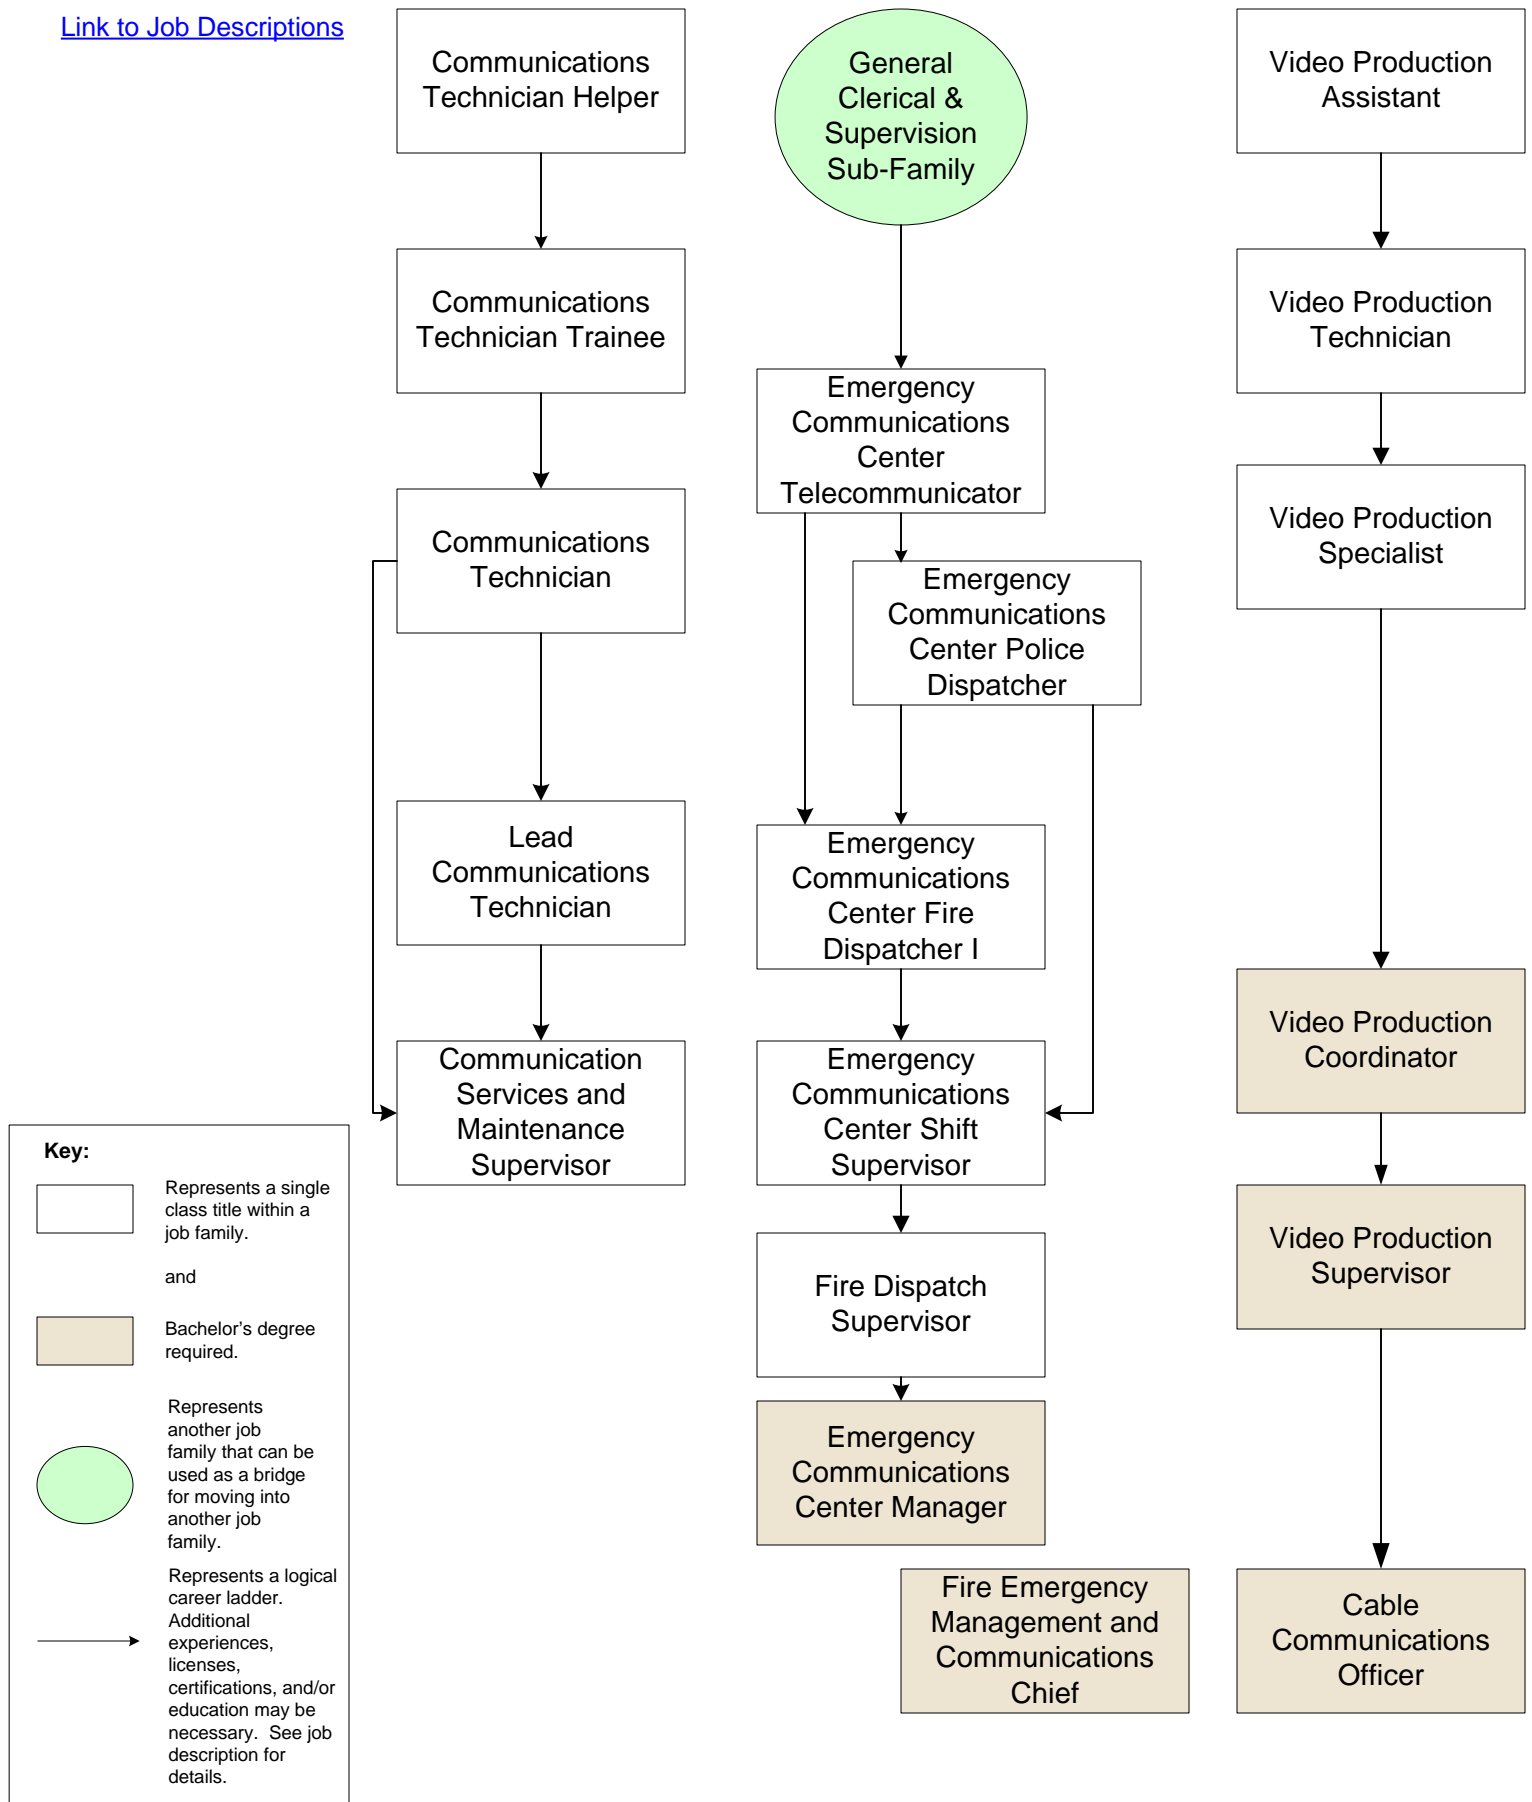 Link to Job Descriptions
Communications
Technician Helper
Communications
Technician Trainee
Communications
Technician
Lead
Communications
Technician
Communication
Services and
Maintenance
Supervisor
General
Clerical &
Supervision
Sub-Family
Emergency
Communications
Center
Telecommunicator
Emergency
Communications
Center Police
Dispatcher
Emergency
Communications
Center Fire
Dispatcher I
Emergency
Communications
Center Shift
Supervisor
Fire Dispatch
Supervisor
Emergency
Communications
Center Manager
Fire Emergency
Management and
Communications
Chief
Video Production
Assistant
Video Production
Technician
Video Production
Specialist
Video Production
Coordinator
Video Production
Supervisor
Cable
Communications
Officer
Key:
Represents a single
class title within a
job family.
and
Bachelor’s degree
required.
Represents
another job
family that can be
used as a bridge
for moving into
another job
family.
Represents a logical
career ladder.
Additional
experiences,
licenses,
certifications, and/or
education may be
necessary.  See job
description for
details.